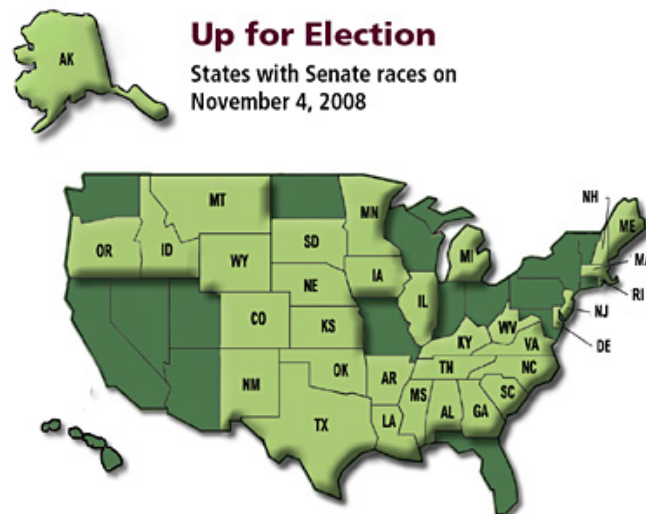 AK
Up for Election
States with Senate races on
November 4, 2008
NH
MT
MN
ME
OR
ID
SD
MI
MA
WY
IA
RI
NE
IL
NJ
CO
WV
DE
KS
KY
VA
OK
TN
NC
NM
AR
SC
MS
AL
GA
TX
LA